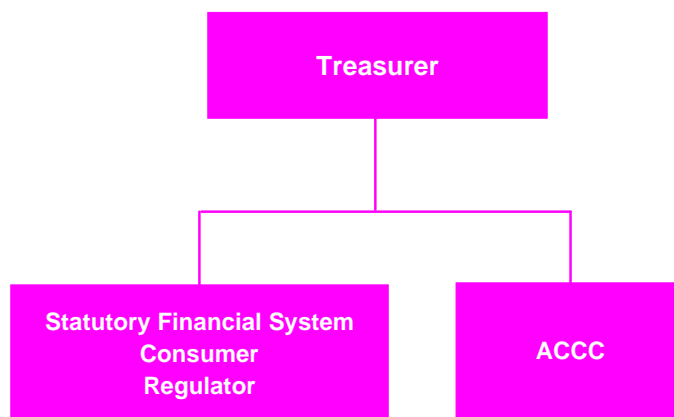 Treasurer
Statutory Financial System
Consumer
Regulator
ACCC